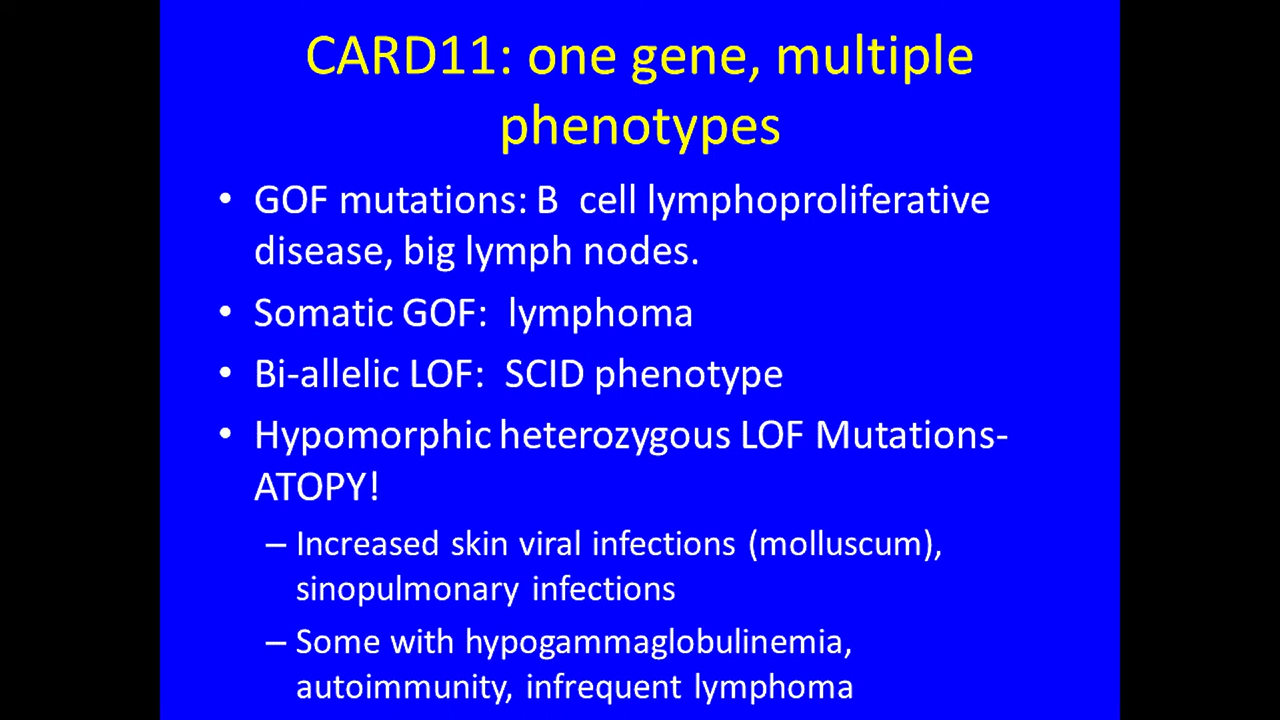 CARD11: one gene, multiple
phenotypes
• GOF mutations: B  cell lymphoproliferative
disease, big lymph nodes.
• Somatic GOF:  lymphoma
• Bi-allelic LOF:  SCID phenotype
• Hypomorphic heterozygous LOF Mutations-
ATOPY!
– Increased skin viral infections (molluscum),
sinopulmonary infections
– Some with hypogammaglobulinemia,
autoimmunity, infrequent lymphoma